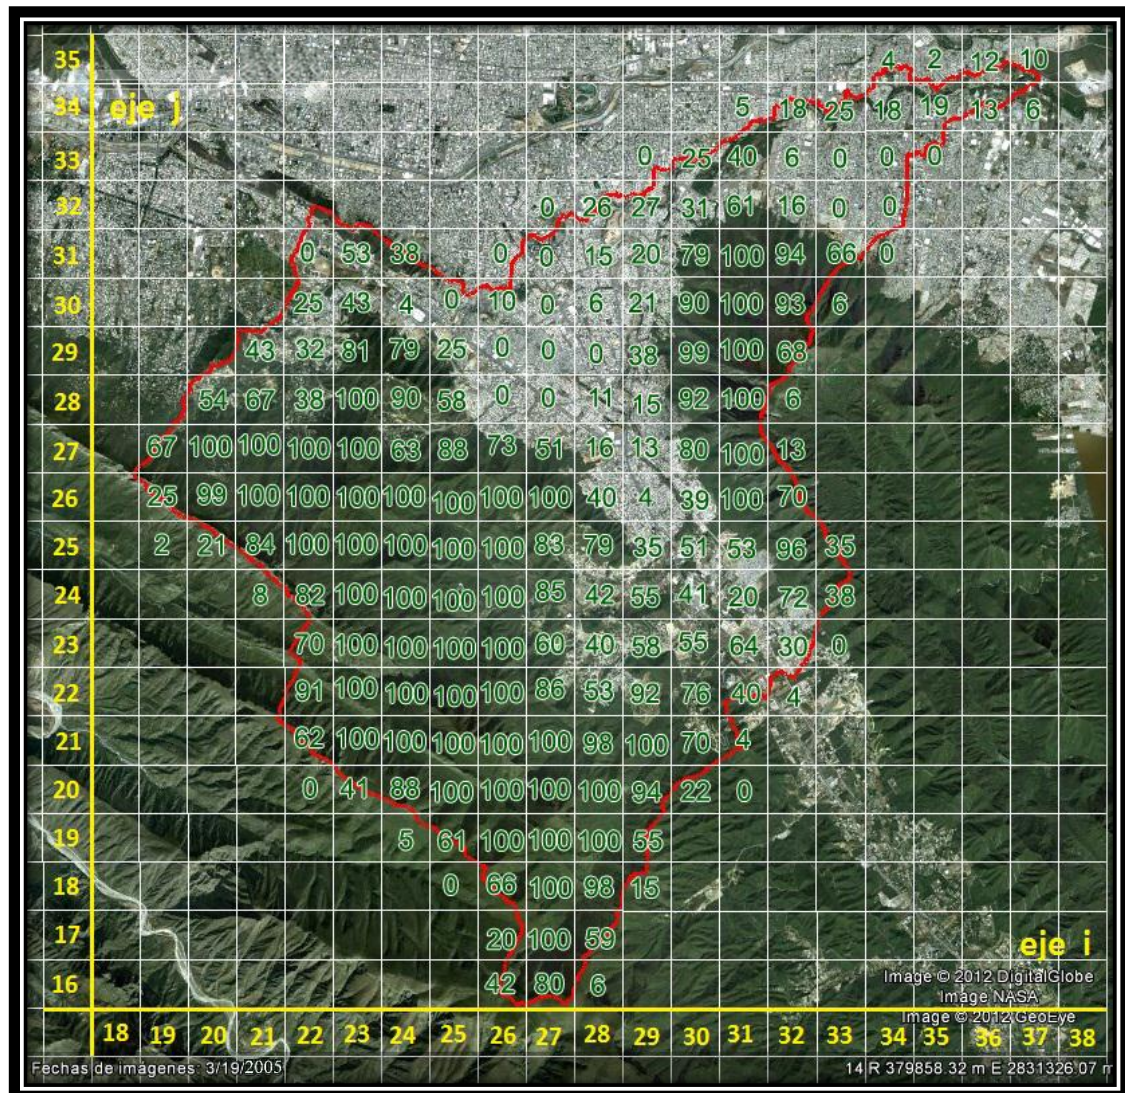 35 4 2 12 10
34 eje j 5 18 25 18 19 13 6
33 0 25 40 6 0 0 0
32 0 26 27 31 61 16 0 0
31 0 53 38 0 0 15 20 79 100 94 66 0
30 25 43 4 0 10 0 6 21 90 100 93 6
29 43 32 81 79 25 0 0 0 38 99 100 68
28 54 67 38 100 90 58 0 0 11 15 92 100 6
27 67 100 100 100 100 63 88 73 51 16 13 80 100 13
26 25 99 100 100 100 100 100 100 100 40 4 39 100 70
25 2 21 84 100 100 100 100 100 83 79 35 51 53 96 35
24 8 82 100 100 100 100 85 42 55 41 20 72 38
23 70 100 100 100 100 60 40 58 55 64 30 0
22 91 100 100 100 100 86 53 92 76 40 4
21 62 100 100 100 100 100 98 100 70 4
20 0 41 88 100 100 100 100 94 22 0
19 5 61 100 100 100 55
18 0 66 100 98 15
17 20 100 59 eje i
16 42 80 6 Image © 2012 DigitalGlobe
Image NASA
Image © 2012 GeoEye
18 19 20 21 22 23 24 25 26 27 28 29 30 31 32 33 34 35 36 37 38
Fechas de imágenes: 3/19/2005 14 R 379858.32 m E 2831326.07 m